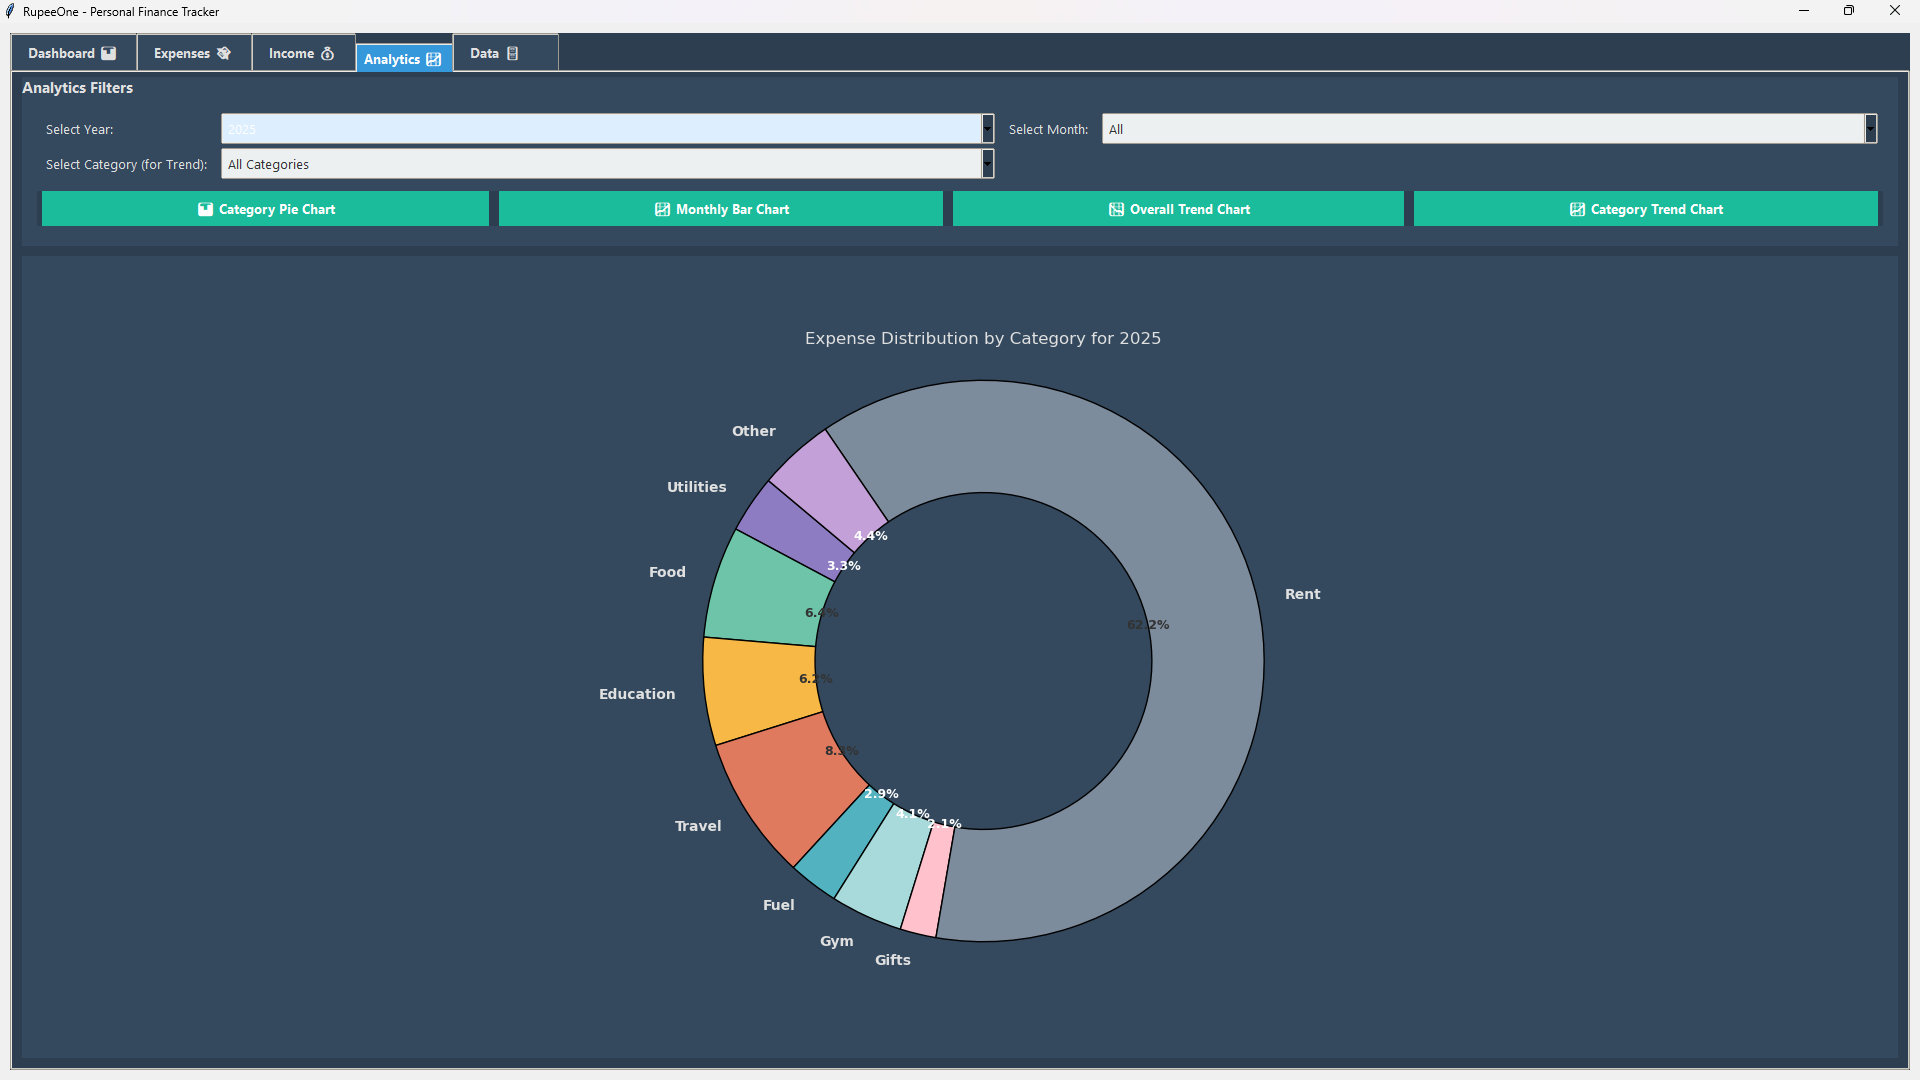 RupeeOne - Personal Finance Tracker
Dashboard Expenses Income Analytics Data
Analytics Filters
Select Year: 2025 Select Month: All
Select Category (for Trend): All Categories
Category Pie Chart Monthly Bar Chart Overall Trend Chart Category Trend Chart
Expense Distribution by Category for 2025
Other
Utilities
4.4%
3.3%
Food
Rent
6.4%
62.2%
6.2%
Education
8.3%
2.9%
4.1%
2.1%
Travel
Fuel
Gym
Gifts